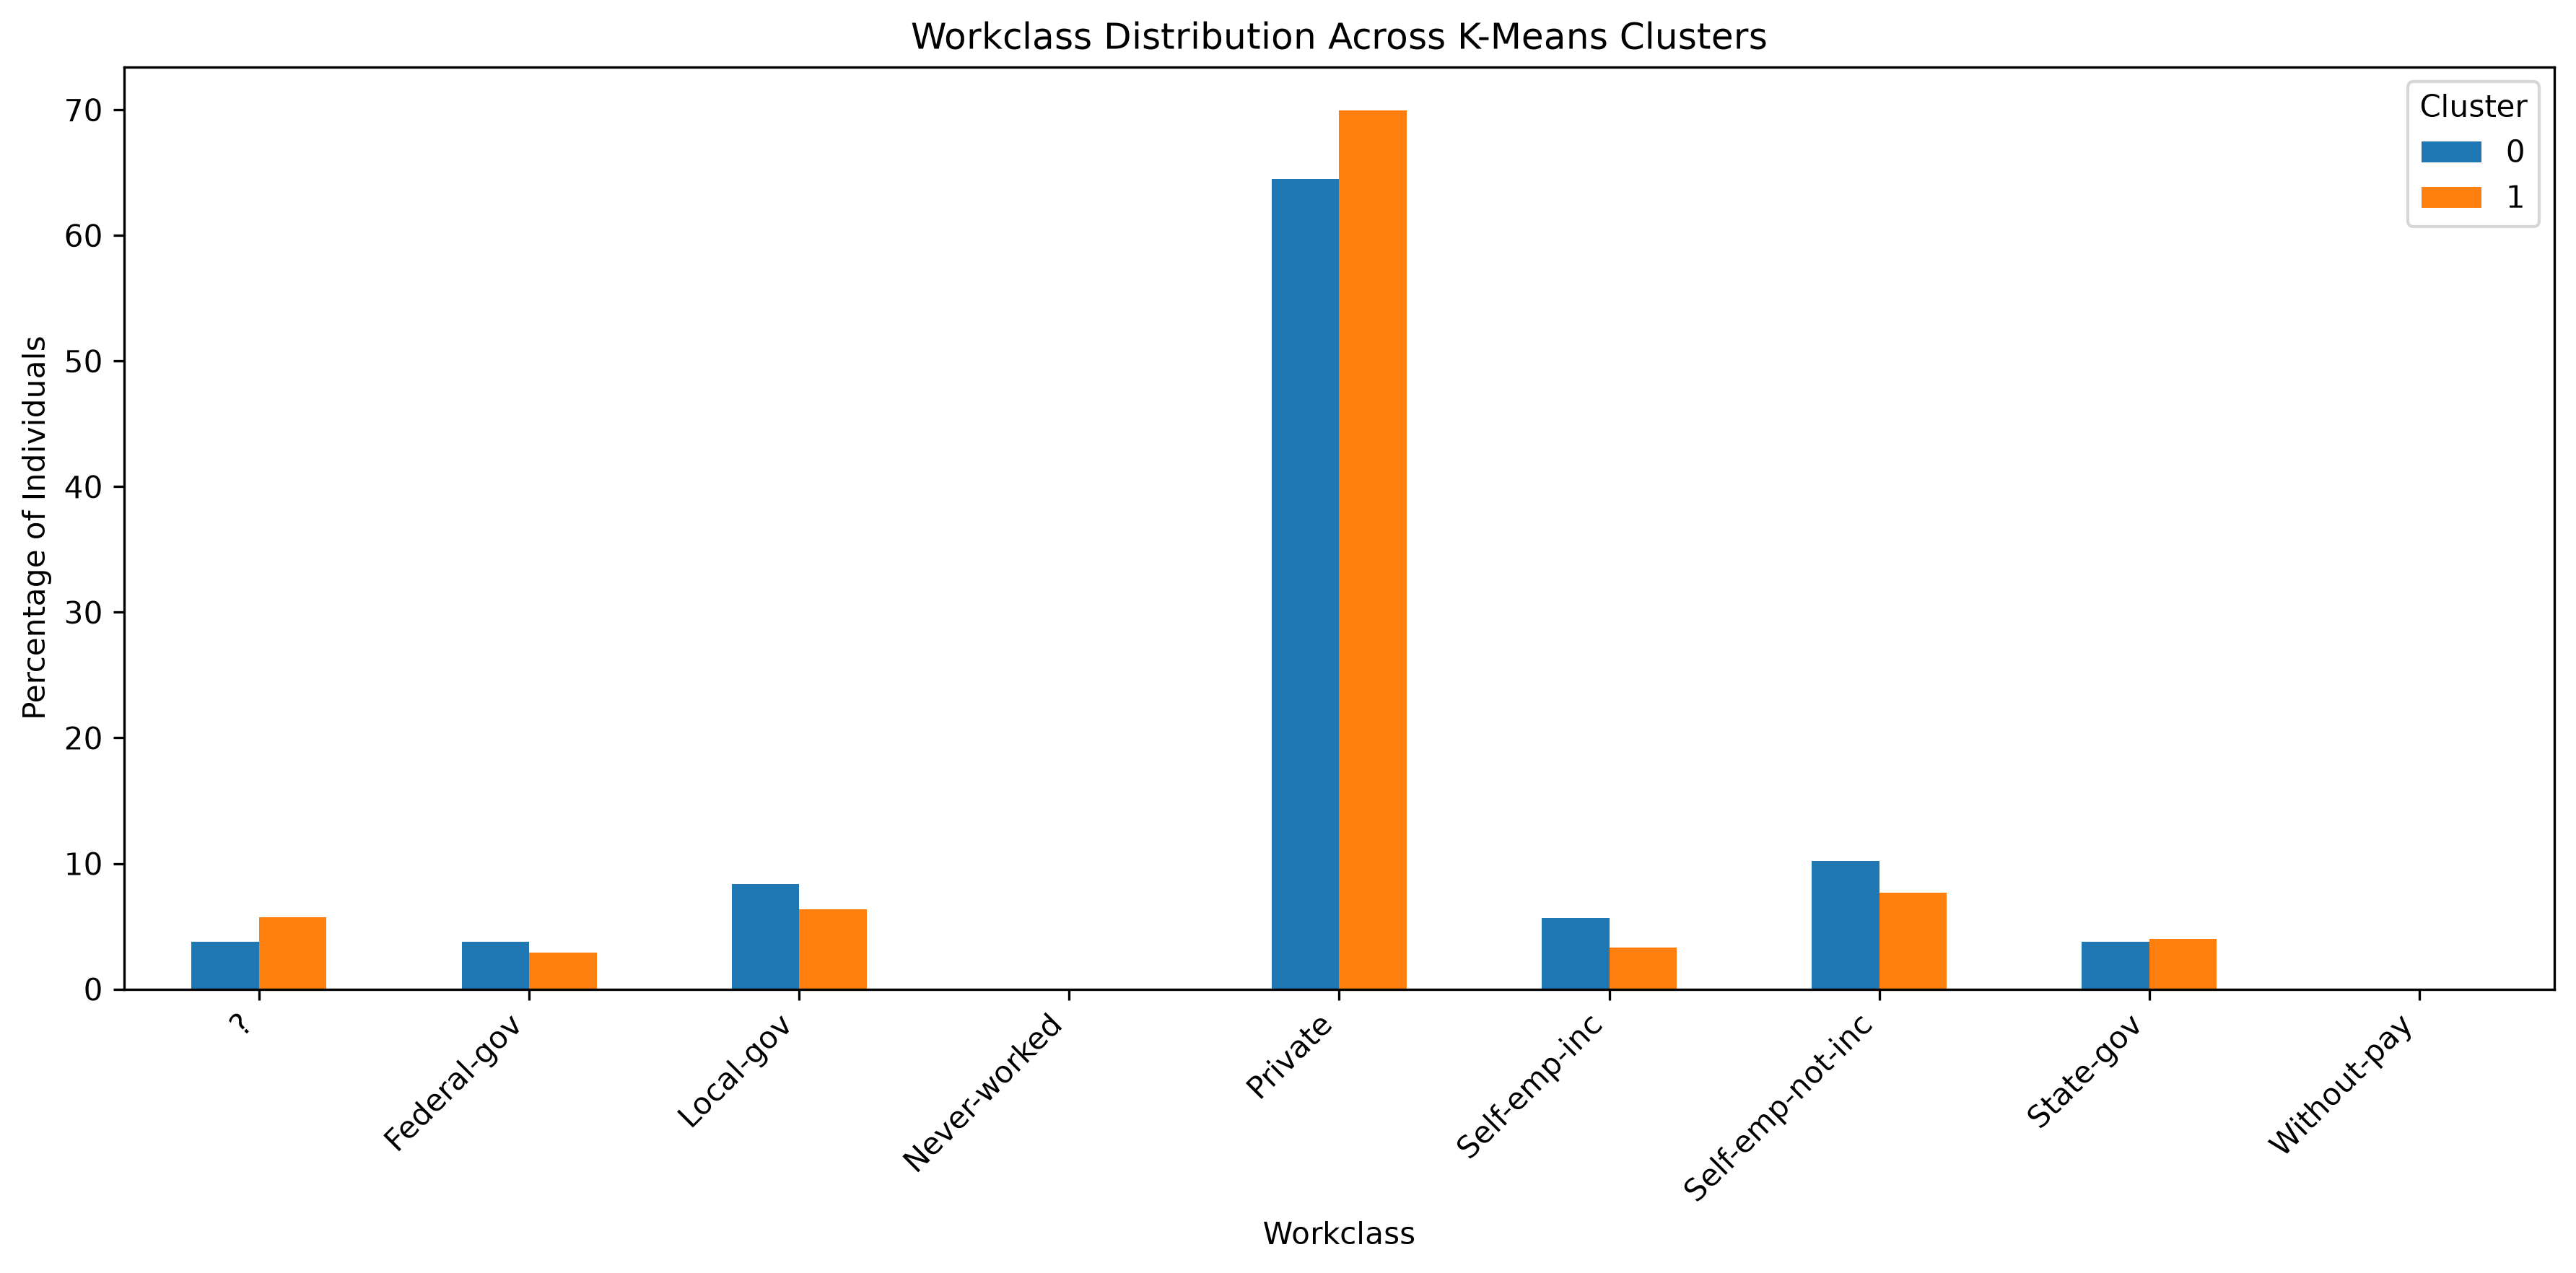 Workclass Distribution Across K-Means Clusters
Cluster
0
1
70
60
50
40
30
20
10
0
Percentage of Individuals
?
Federal-gov
Local-gov
Never-worked
Private
Self-emp-inc
Self-emp-not-inc
State-gov
Without-pay
Workclass